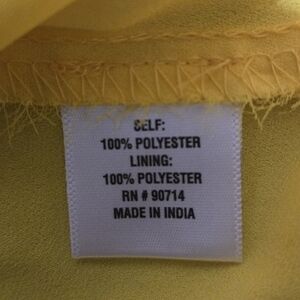 SELF:
100% POLYESTER
LINING:
100% POLYESTER
RN # 90714
MADE IN INDIA